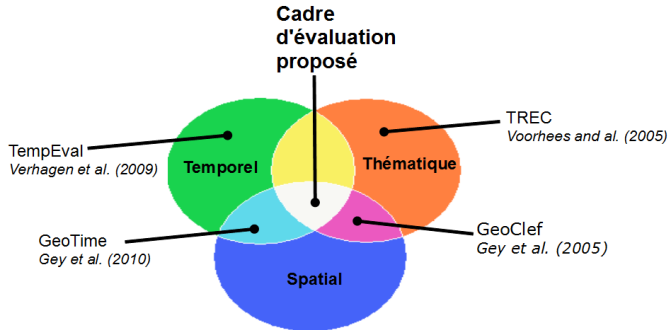 Cadre
d'évaluation
proposé
TREC
Voorhees and al. (2005)
TempEval
Verhagen et al. (2009)
Temporel
Thématique
GeoTime
Gey et al. (2010)
GeoClef
Gey et al. (2005)
Spatial